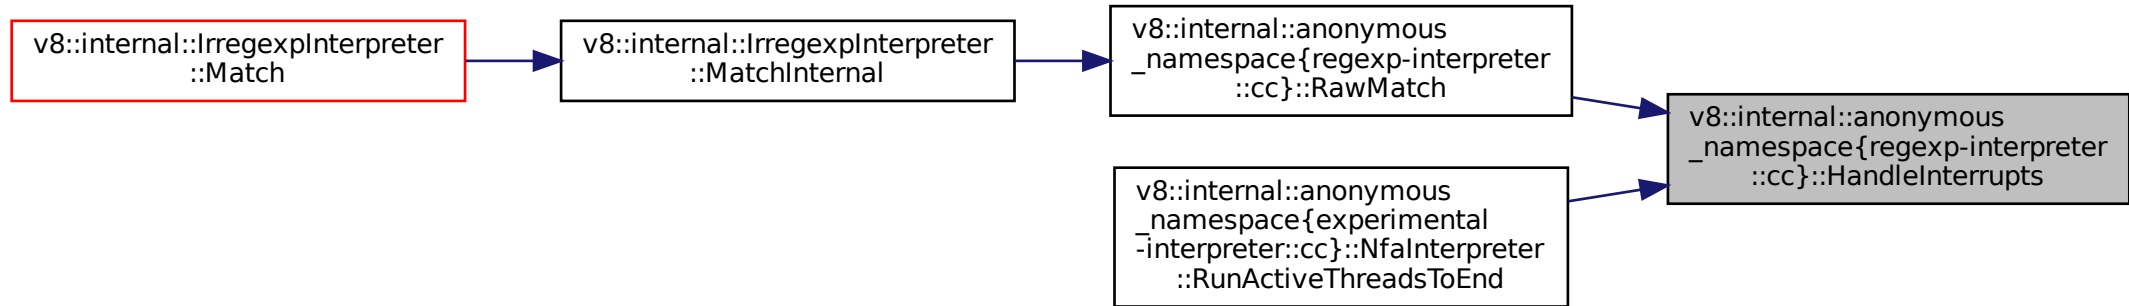 v8::internal::IrregexpInterpreter
::Match
v8::internal::IrregexpInterpreter
::MatchInternal
v8::internal::anonymous
_namespace{regexp-interpreter
::cc}::RawMatch
v8::internal::anonymous
_namespace{experimental
-interpreter::cc}::NfaInterpreter
::RunActiveThreadsToEnd
v8::internal::anonymous
_namespace{regexp-interpreter
::cc}::HandleInterrupts